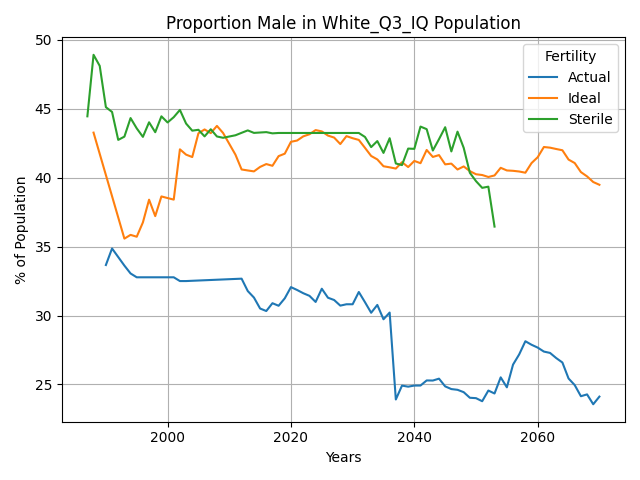 Proportion Male in White_Q3_IQ Population
50
45
40
35
30
25
% of Population
2000
2020
2040
2060
Years
Fertility
Actual
Ideal
Sterile